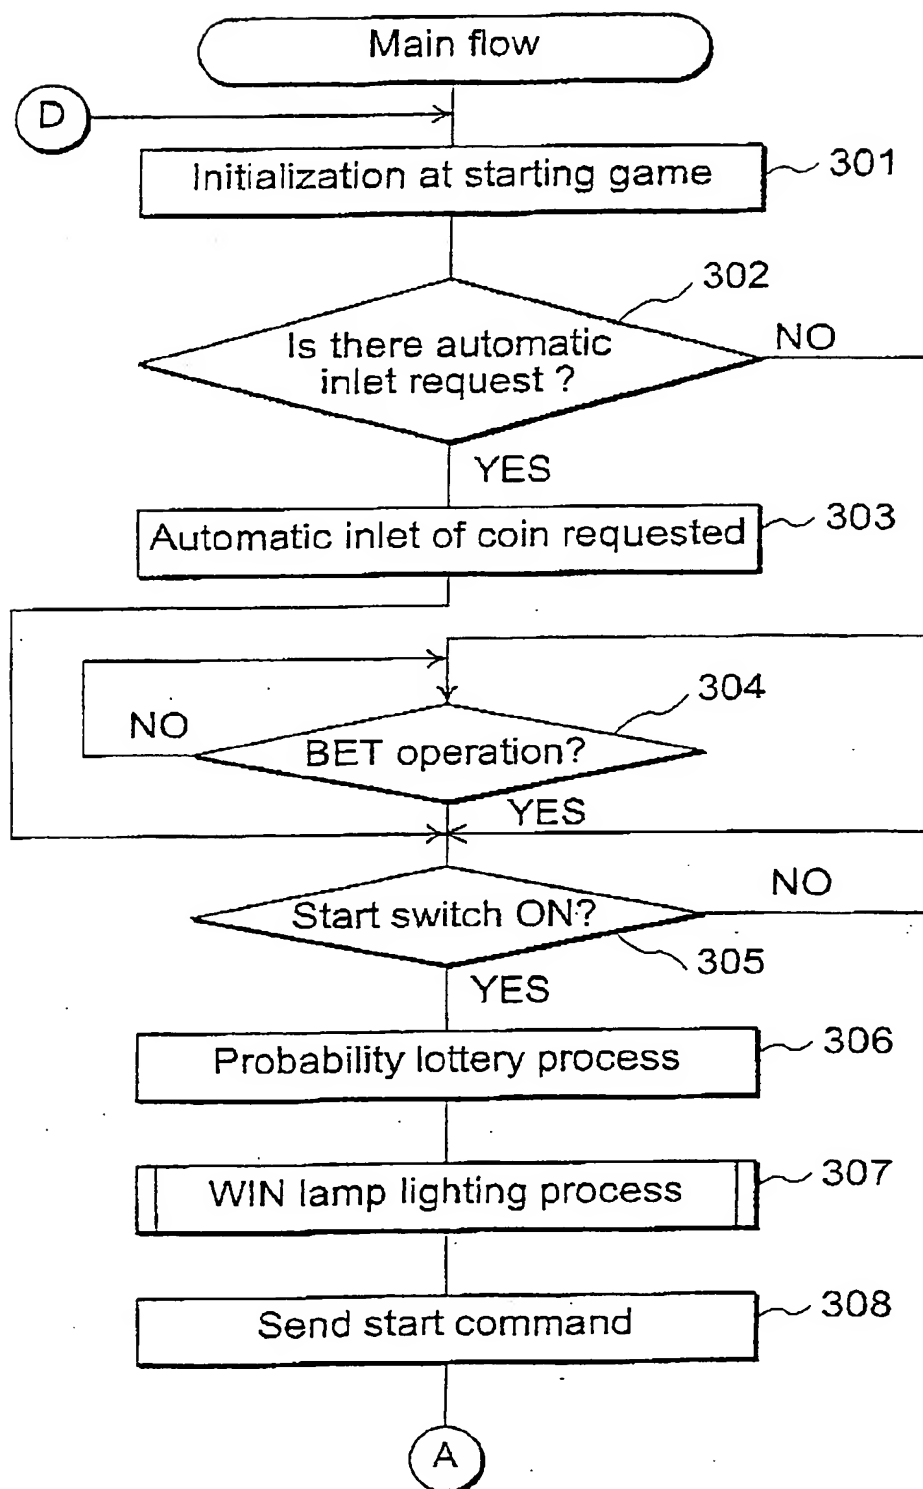 Main flow
D
Initialization at starting game
301
302
Is there automatic
inlet request ?
NO
YES
Automatic inlet of coin requested
303
304
NO
BET operation?
YES
NO
Start switch ON?
305
YES
Probability lottery process
306
WIN lamp lighting process
307
Send start command
308
A